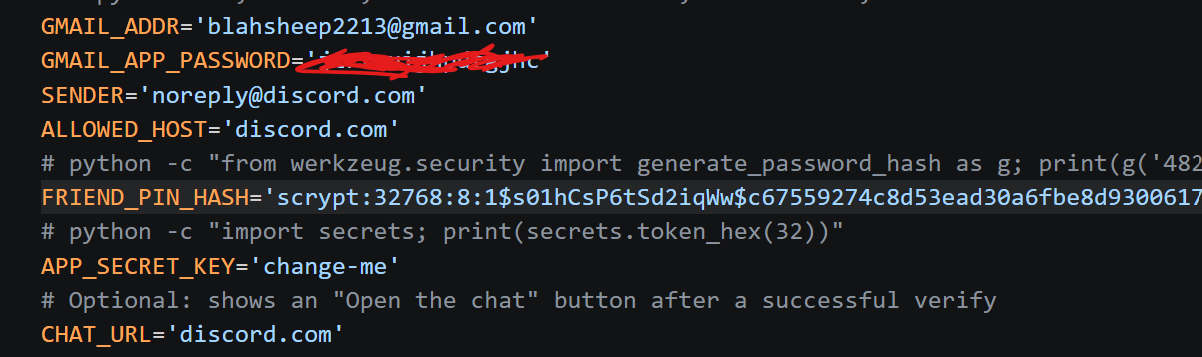 GMAIL_ADDR='blahsheep2213@gmail.com'
GMAIL_APP_PASSWORD='
SENDER='noreply@discord.com'
ALLOWED_HOST='discord.com'
# python -c "from werkzeug.security import generate_password_hash as g; print(g('482
FRIEND_PIN_HASH='scrypt:32768:8:1$s01hCsP6tSd2iqWw$c67559274c8d53ead30a6fbe8d9300617
# python -c "import secrets; print(secrets.token_hex(32))"
APP_SECRET_KEY='change-me'
# Optional: shows an "Open the chat" button after a successful verify
CHAT_URL='discord.com'